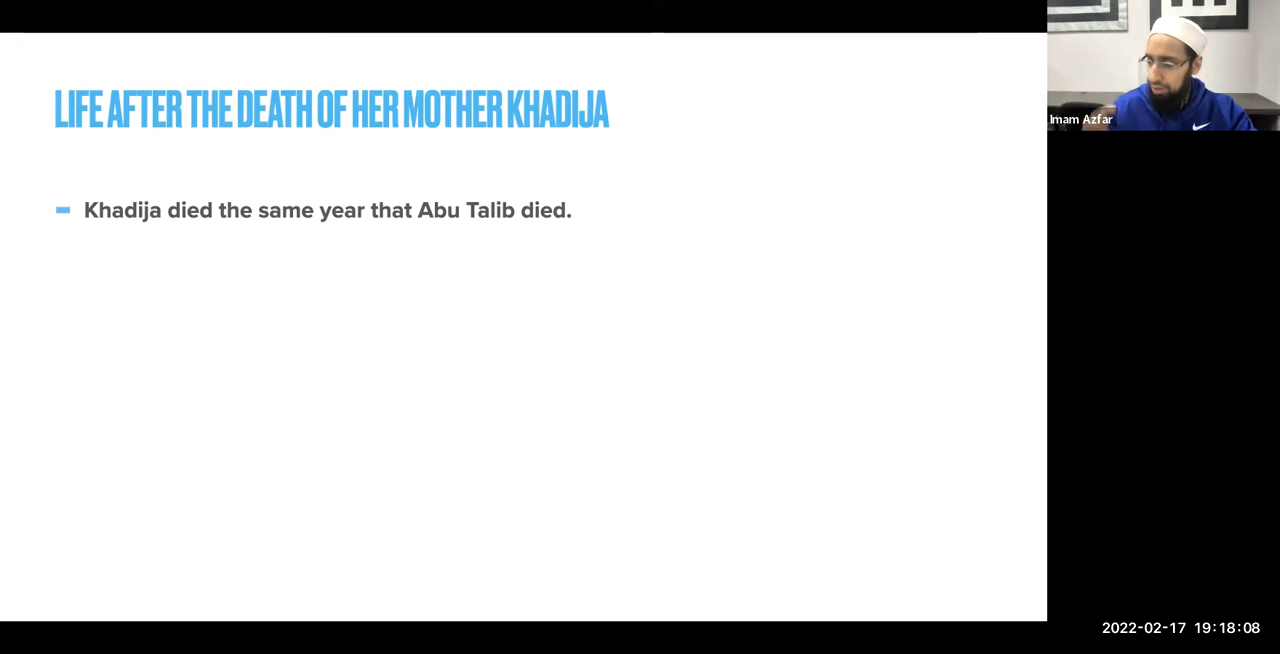 LIFE AFTER THE DEATH OF HER MOTHER KHADIJA
Khadija died the same year that Abu Talib died.
Imam Azfar
2022-02-17 19:18:08